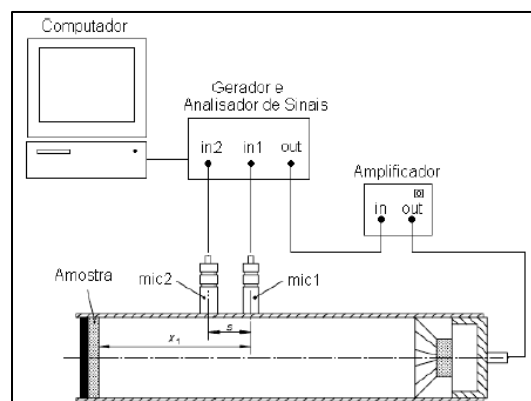 Computador
Gerador e
Analisador de Sinais
in2 in1 out
Amplificador
in out
Amostra
mic2
mic1
s
x1